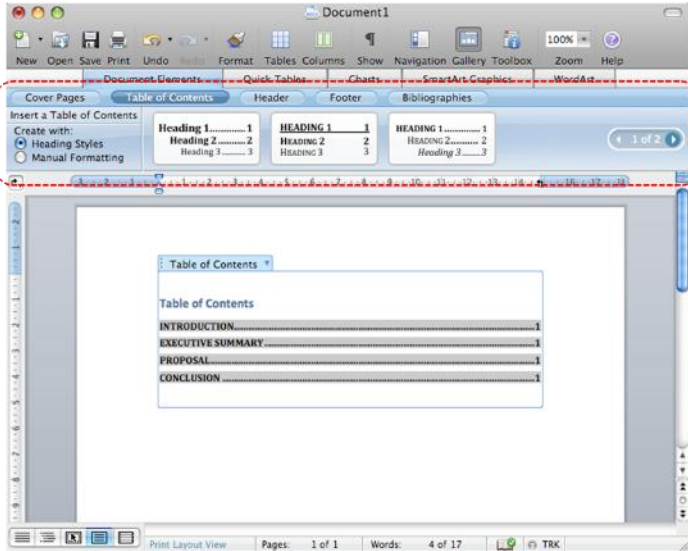 Document1
New Open Save Print Undo Redo Format Tables Columns Show Navigation Gallery Toolbox Zoom Help
100%
Document Elements Quick Tables Charts SmartArt Graphics WordArt
Cover Pages Table of Contents Header Footer Bibliographies
Insert a Table of Contents
Create with:
Heading Styles
Manual Formatting
Heading 1............. 1
Heading 2.......... 2
Heading 3......... 3
HEADING 1 1
HEADING 2 2
HEADING 3 3
HEADING 1.............. 1
HEADING 2.......... 2
Heading 3....... 3
1 of 2
Table of Contents
Table of Contents
INTRODUCTION..........1
EXECUTIVE SUMMARY..........1
PROPOSAL..........1
CONCLUSION ..........1
Print Layout View Pages: 1 of 1 Words: 4 of 17 TRK